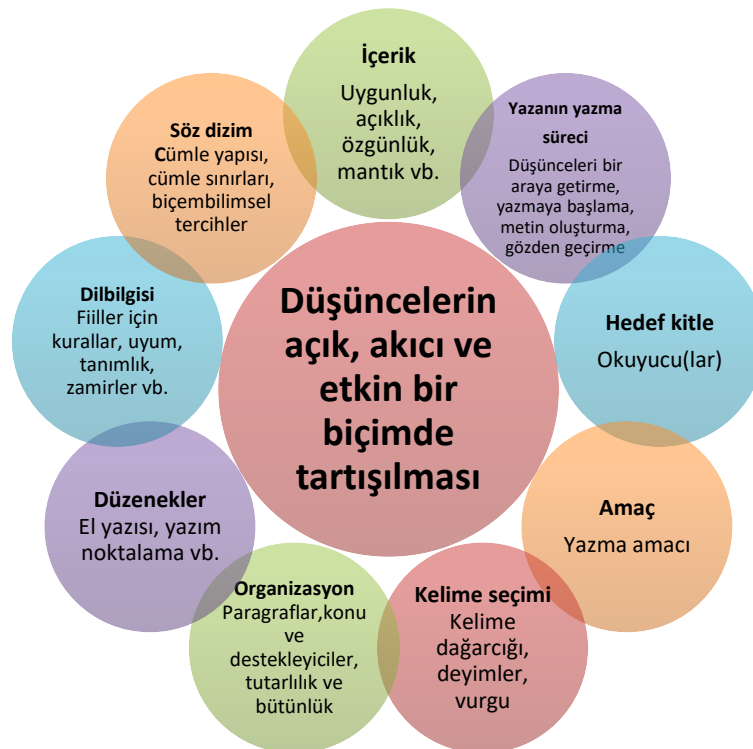 İçerik
Uygunluk,
açıklık,
özgünlük,
mantık vb.
Yazanın yazma
süreci
Düşünceleri bir
araya getirme,
yazmaya başlama,
metin oluşturma,
gözden geçirme
Hedef kitle
Okuyucu(lar)
Amaç
Yazma amacı
Kelime seçimi
Kelime
dağarcığı,
deyimler,
vurgu
Organizasyon
Paragraflar,konu
ve
destekleyiciler,
tutarlılık ve
bütünlük
Düzenekler
El yazısı, yazım
noktalama vb.
Dilbilgisi
Fiiller için
kurallar, uyum,
tanımlık,
zamirler vb.
Söz dizim
Cümle yapısı,
cümle sınırları,
biçembilimsel
tercihler
Düşüncelerin
açık, akıcı ve
etkin bir
biçimde
tartışılması